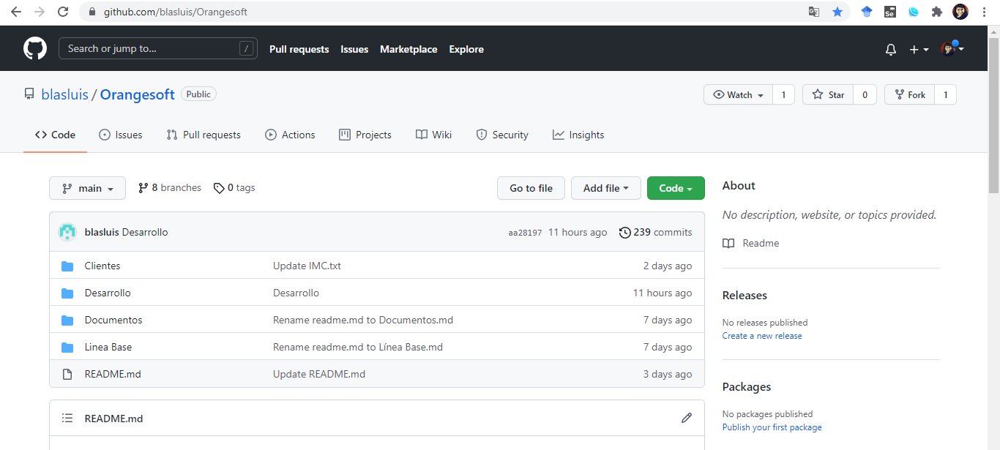 github.com/blasluis/Orangesoft
Search or jump to... /
Pull requests Issues Marketplace Explore
blasluis / Orangesoft Public
Watch 1 Star 0 Fork 1
Code Issues Pull requests Actions Projects Wiki Security Insights
main 8 branches 0 tags Go to file Add file Code
blasluis Desarrollo aa28197 11 hours ago 239 commits
Clientes Update IMC.txt 2 days ago
Desarrollo Desarrollo 11 hours ago
Documentos Rename readme.md to Documentos.md 7 days ago
Linea Base Rename readme.md to Línea Base.md 7 days ago
README.md Update README.md 3 days ago
README.md
About
No description, website, or topics provided.
Readme
Releases
No releases published
Create a new release
Packages
No packages published
Publish your first package
Se